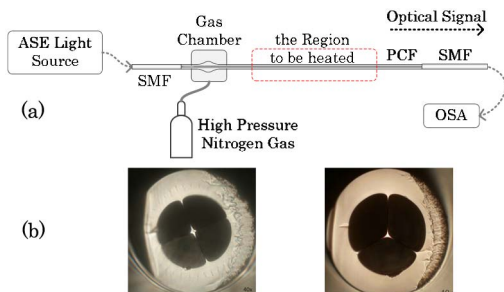 Gas
Chamber
Optical Signal
ASE Light
Source
the Region
to be heated
PCF
SMF
SMF
(a)
High Pressure
Nitrogen Gas
OSA
(b)